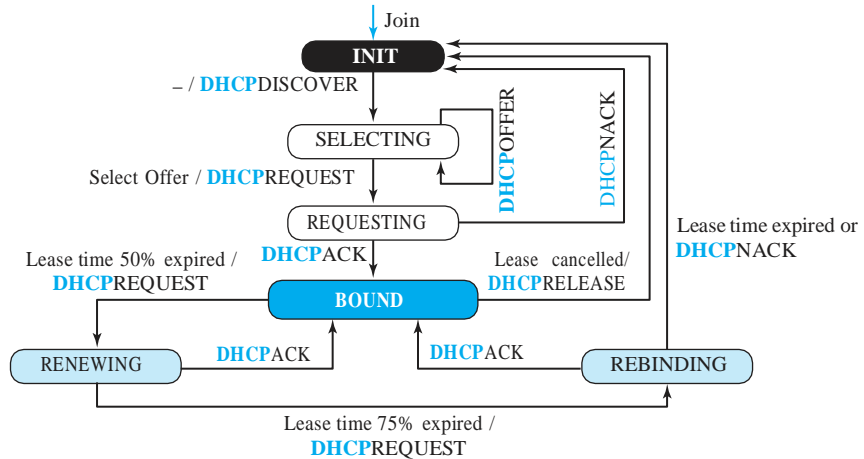 Join
INIT
– / DHCPDISCOVER
SELECTING
DHCPOFFER
DHCPNACK
Select Offer / DHCPREQUEST
REQUESTING
Lease time expired or
DHCPNACK
DHCPACK
Lease time 50% expired /
DHCPREQUEST
Lease cancelled/
DHCPRELEASE
BOUND
RENEWING
DHCPACK
DHCPACK
REBINDING
Lease time 75% expired /
DHCPREQUEST